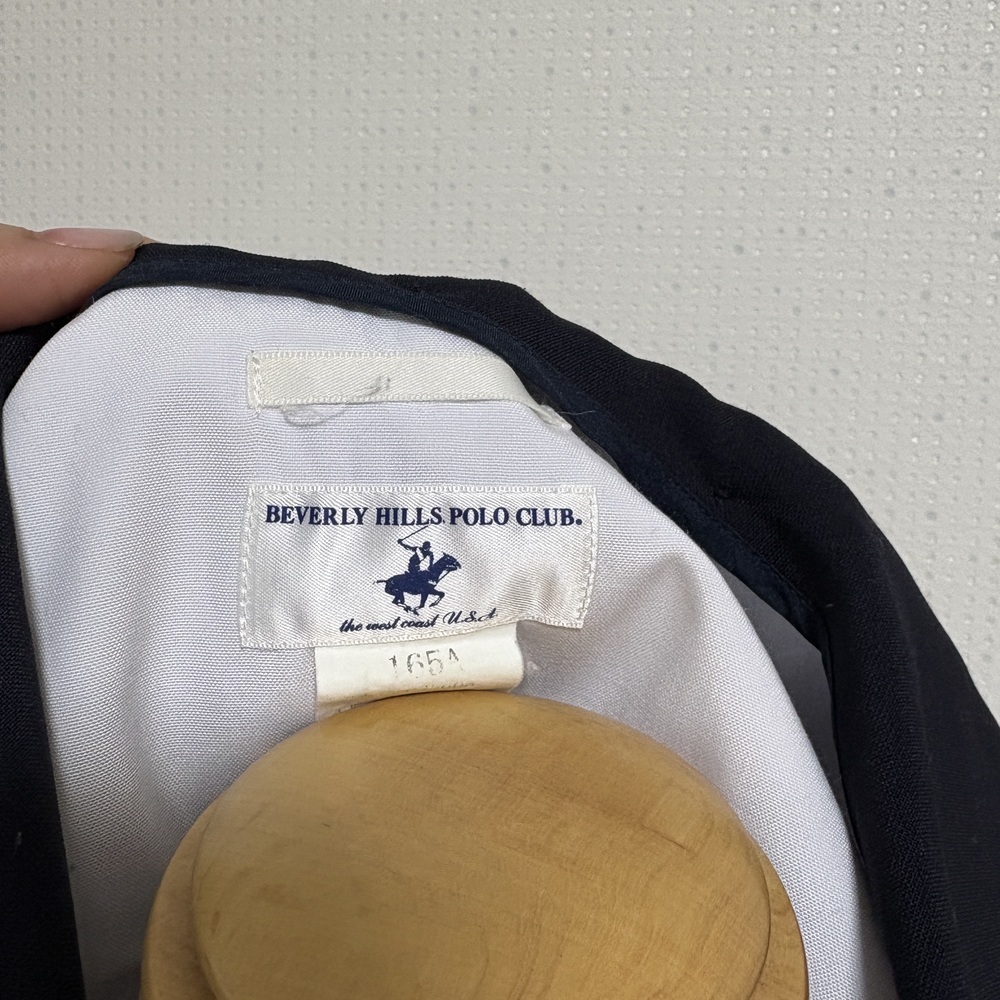 BEVERLY HILLS POLO CLUB.
the west coast U.S.A
165A